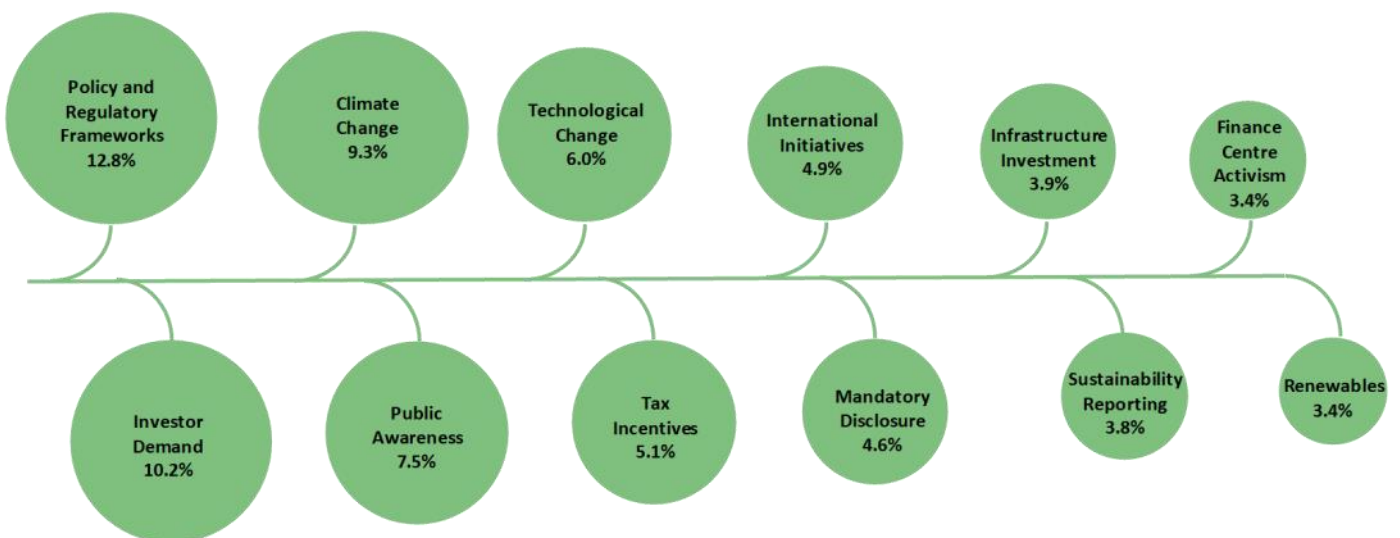 Policy and
Regulatory
Frameworks
12.8%
Climate
Change
9.3%
Technological
Change
6.0%
International
Initiatives
4.9%
Infrastructure
Investment
3.9%
Finance
Centre
Activism
3.4%
Investor
Demand
10.2%
Public
Awareness
7.5%
Tax
Incentives
5.1%
Mandatory
Disclosure
4.6%
Sustainability
Reporting
3.8%
Renewables
3.4%